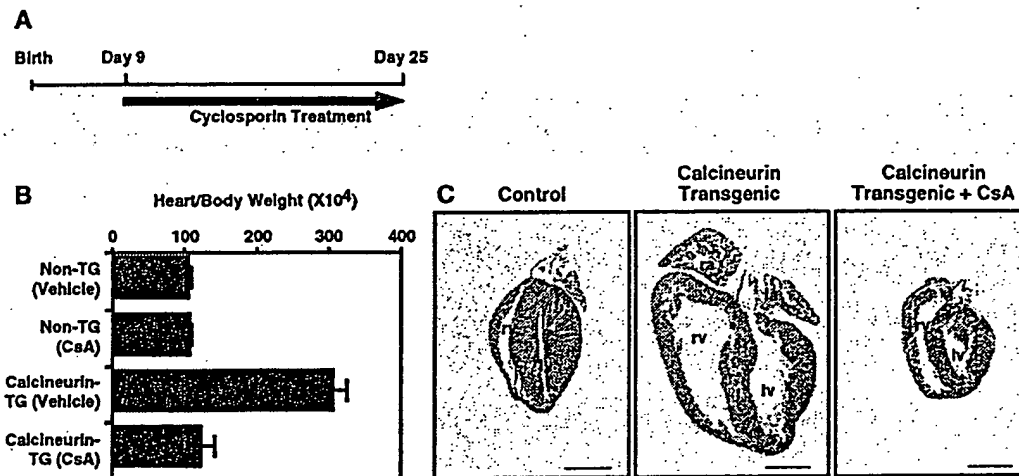 A
Birth
Day 9
Day 25
Cyclosporin Treatment
B
Heart/Body Weight (X10⁴)
0 100 200 300 400
Non-TG
(Vehicle)
Non-TG
(CsA)
Calcineurin-
TG (Vehicle)
Calcineurin-
TG (CsA)
C
Control
Calcineurin
Transgenic
Calcineurin
Transgenic + CsA
rv
lv
rv
lv